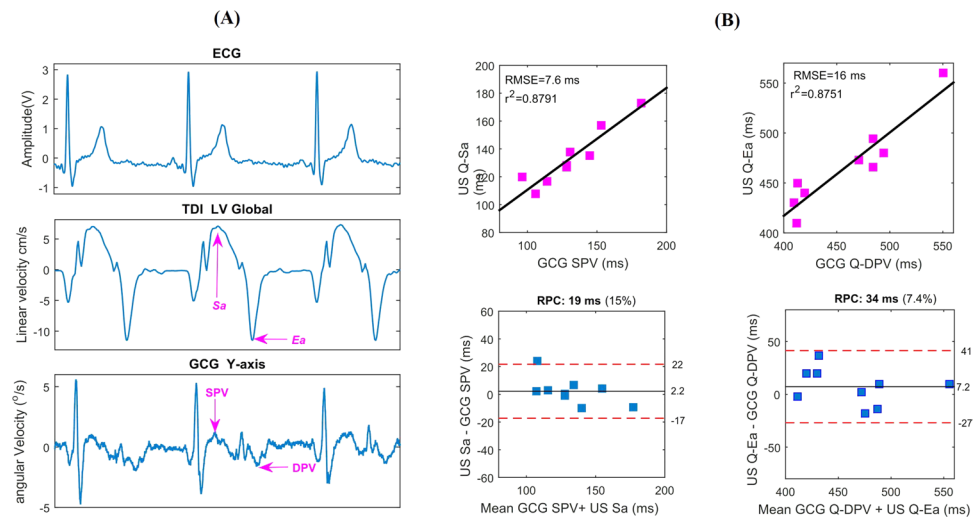 (A)
ECG
Amplitude(V)
3
2
1
0
-1
TDI LV Global
Linear velocity cm/s
5
0
-5
-10
Sa
Ea
GCG Y-axis
angular Velocity (°/s)
5
0
-5
SPV
DPV
(B)
RMSE=7.6 ms
r²=0.8791
US Q-Sa
(ms)
200
180
160
140
120
100
80
100
150
200
GCG SPV (ms)
RMSE=16 ms
r²=0.8751
US Q-Ea (ms)
550
500
450
400
400
450
500
550
GCG Q-DPV (ms)
RPC: 19 ms (15%)
US Sa - GCG SPV (ms)
60
40
20
0
-20
-40
-60
22
2.2
-17
100
150
200
Mean GCG SPV+ US Sa (ms)
RPC: 34 ms (7.4%)
US Q-Ea - GCG Q-DPV (ms)
50
0
-50
41
7.2
-27
400
450
500
550
Mean GCG Q-DPV + US Q-Ea (ms)